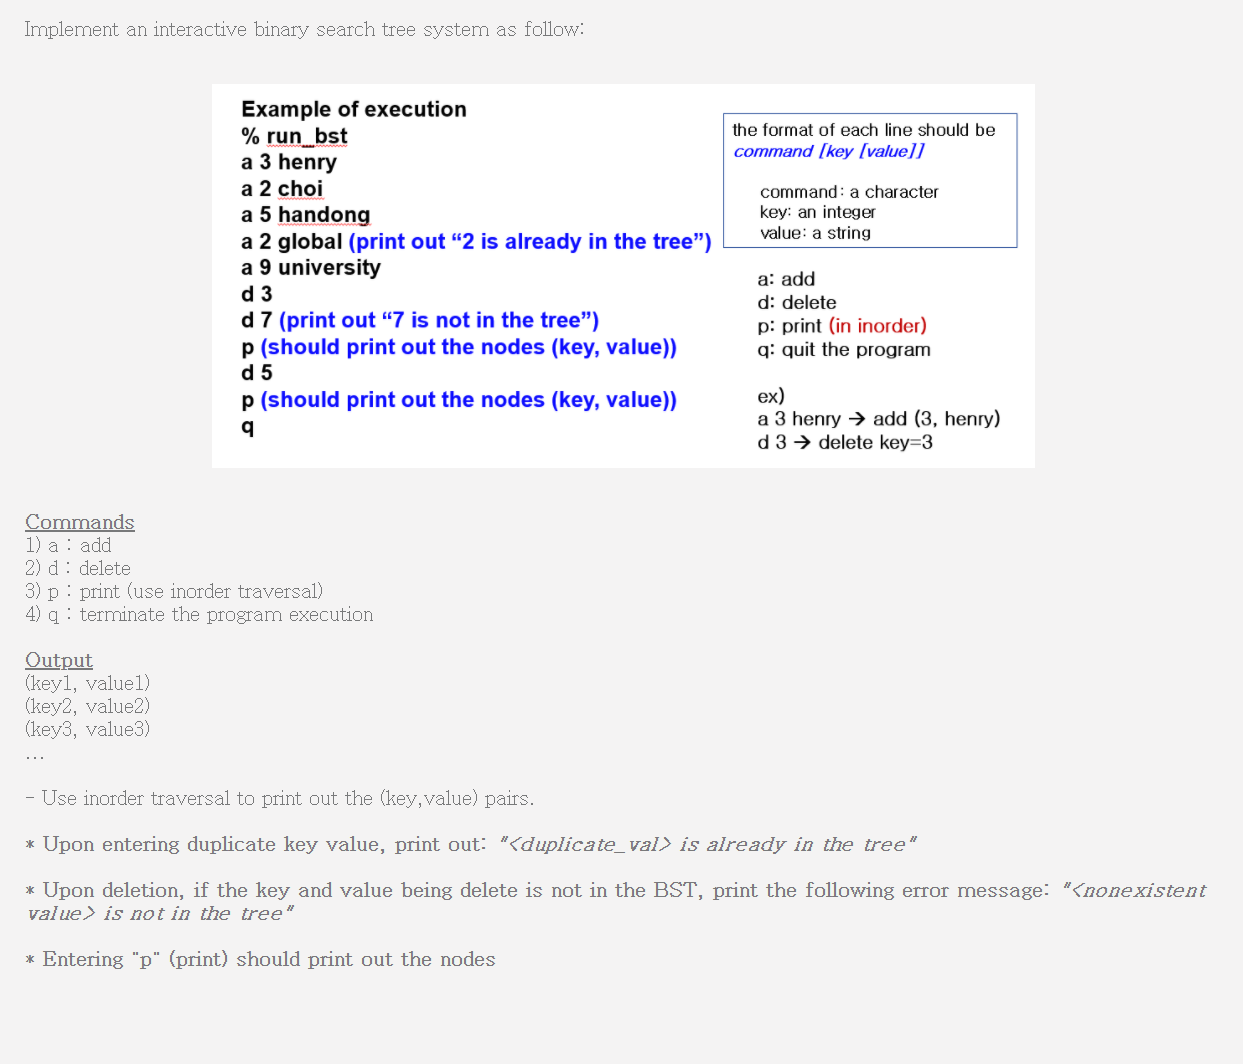 Implement an interactive binary search tree system as follow:
Example of execution
% run_bst
a 3 henry
a 2 choi
a 5 handong
a 2 global (print out “2 is already in the tree”)
a 9 university
d 3
d 7 (print out “7 is not in the tree”)
p (should print out the nodes (key, value))
d 5
p (should print out the nodes (key, value))
q
the format of each line should be
command [key [value]]
command: a character
key: an integer
value: a string
a: add
d: delete
p: print (in inorder)
q: quit the program
ex)
a 3 henry → add (3, henry)
d 3 → delete key=3
Commands
1) a : add
2) d : delete
3) p : print (use inorder traversal)
4) q : terminate the program execution
Output
(key1, value1)
(key2, value2)
(key3, value3)
...
- Use inorder traversal to print out the (key,value) pairs.
* Upon entering duplicate key value, print out: "<duplicate_val> is already in the tree"
* Upon deletion, if the key and value being delete is not in the BST, print the following error message: "<nonexistent
value> is not in the tree"
* Entering "p" (print) should print out the nodes